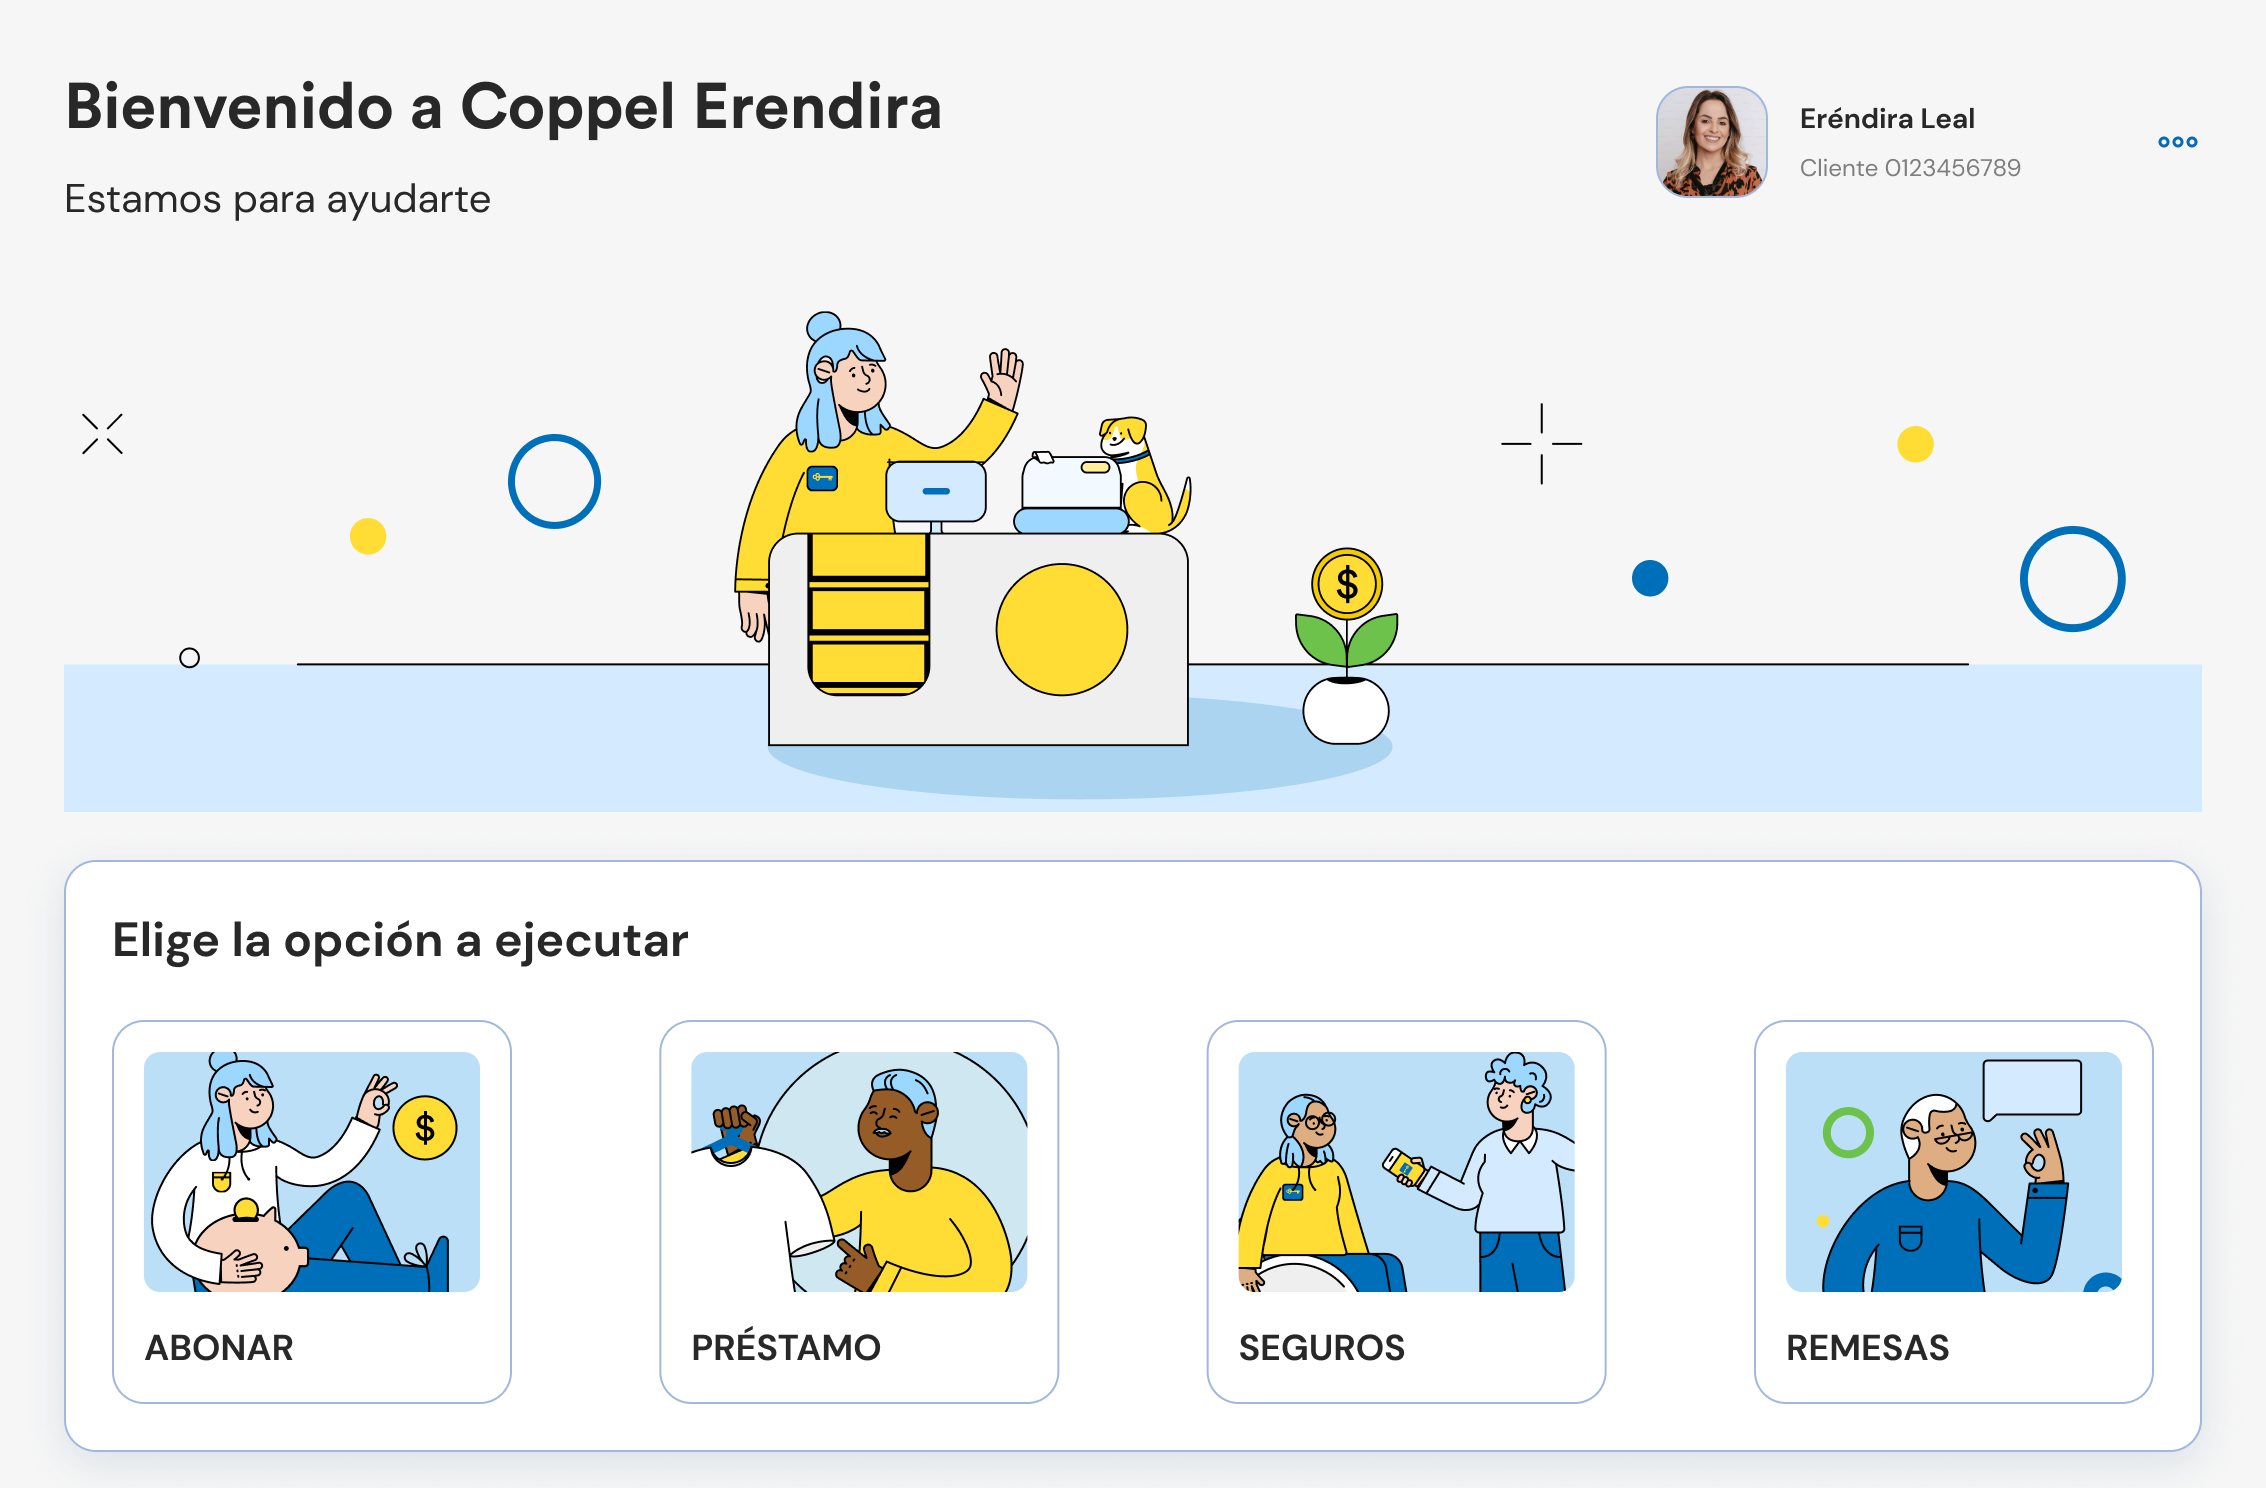 Bienvenido a Coppel Erendira
Estamos para ayudarte
Eréndira Leal
Cliente 0123456789
$
Elige la opción a ejecutar
$
ABONAR
PRÉSTAMO
SEGUROS
REMESAS